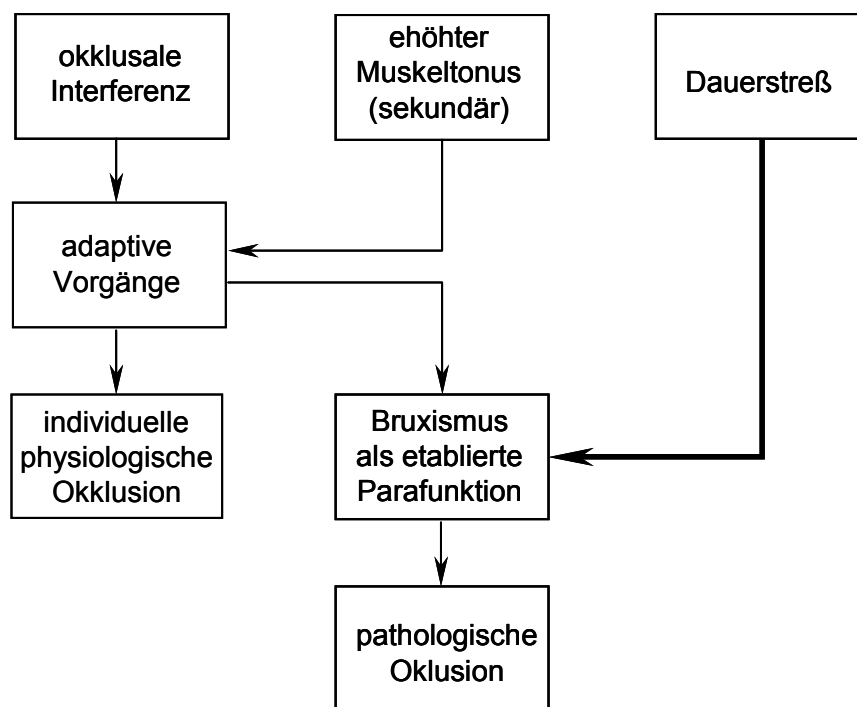 okklusale
Interferenz
ehöhter
Muskeltonus
(sekundär)
Dauerstreß
adaptive
Vorgänge
individuelle
physiologische
Okklusion
Bruxismus
als etablierte
Parafunktion
pathologische
Oklusion